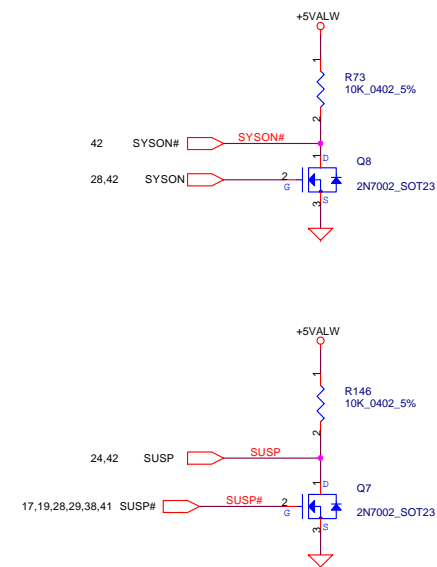 +5VALW
1
R73
10K_0402_5%
2
42 SYSON# SYSON#
1 D
Q8
28,42 SYSON 2 G
2N7002_SOT23
3 S
+5VALW
1
R146
10K_0402_5%
2
24,42 SUSP SUSP
1 D
Q7
17,19,28,29,38,41 SUSP# SUSP# 2 G
2N7002_SOT23
3 S